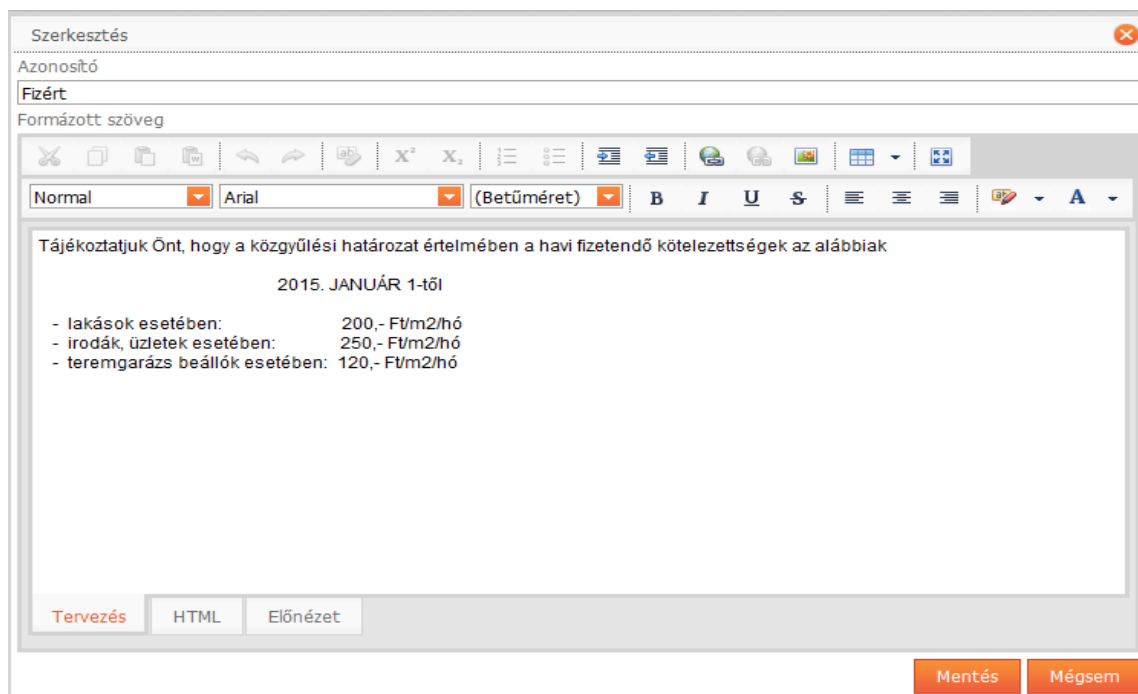 Szerkesztés
Azonosító
Fizért
Formázott szöveg
Normal Arial (Betűméret) B I U S A
Tájékoztatjuk Önt, hogy a közgyűlési határozat értelmében a havi fizetendő kötelezettségek az alábbiak
2015. JANUÁR 1-től
- lakások esetében: 200,- Ft/m2/hó
- irodák, üzletek esetében: 250,- Ft/m2/hó
- teremgarázs beállók esetében: 120,- Ft/m2/hó
Tervezés HTML Előnézet
Mentés Mégsem